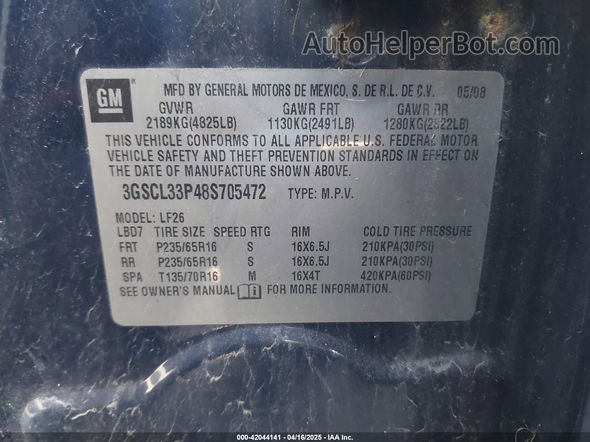 AutoHelperBot.com
GM
®
MFD BY GENERAL MOTORS DE MEXICO, S. DE R.L. DE C.V. 05/08
GVWR GAWR FRT GAWR RR
2189KG(4825LB) 1130KG(2491LB) 1280KG(2822LB)
THIS VEHICLE CONFORMS TO ALL APPLICABLE U.S. FEDERAL MOTOR
VEHICLE SAFETY AND THEFT PREVENTION STANDARDS IN EFFECT ON
THE DATE OF MANUFACTURE SHOWN ABOVE.
3GSCL33P48S705472 TYPE: M.P.V.
MODEL: LF26
LBD7 TIRE SIZE SPEED RTG RIM COLD TIRE PRESSURE
FRT P235/65R16 S 16X6.5J 210KPA(30PSI)
RR P235/65R16 S 16X6.5J 210KPA(30PSI)
SPA T135/70R16 M 16X4T 420KPA(60PSI)
SEE OWNER'S MANUAL FOR MORE INFORMATION.
000-42044141 - 04/16/2025 - IAA Inc.